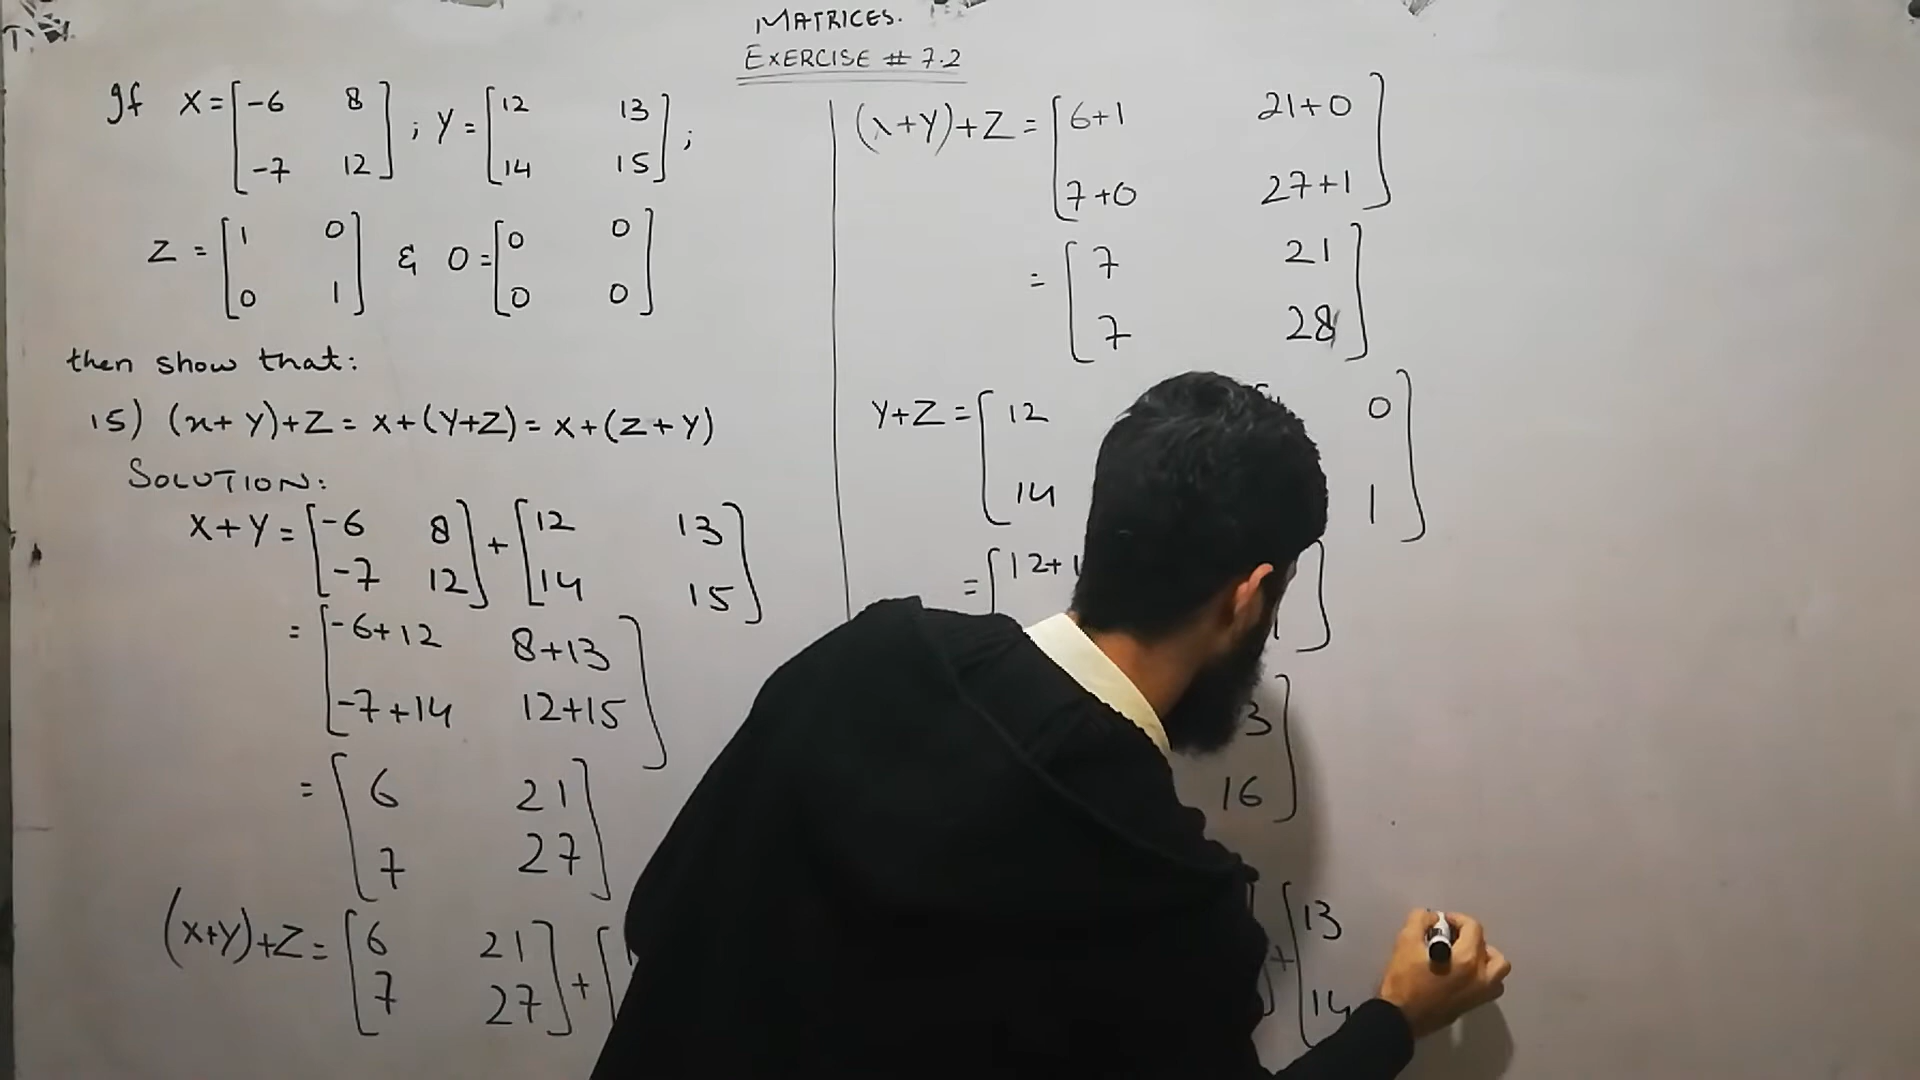 MATRICES.
EXERCISE # 7.2
If X = [-6 8
-7 12] ; Y = [12 13
14 15] ;
Z = [1 0
0 1] & O = [0 0
0 0]
then show that:
15) (x+Y)+Z = X+(Y+Z) = X+(Z+Y)
SOLUTION:
X+Y = [-6 8
-7 12] + [12 13
14 15]
= [-6+12 8+13
-7+14 12+15]
= [6 21
7 27]
(X+Y)+Z = [6 21
7 27] + [
(X+Y)+Z = [6+1 21+0
7+0 27+1]
= [7 21
7 28]
Y+Z = [12 0
14 1]
= [12+1 ]
3
16]
+ [13
14